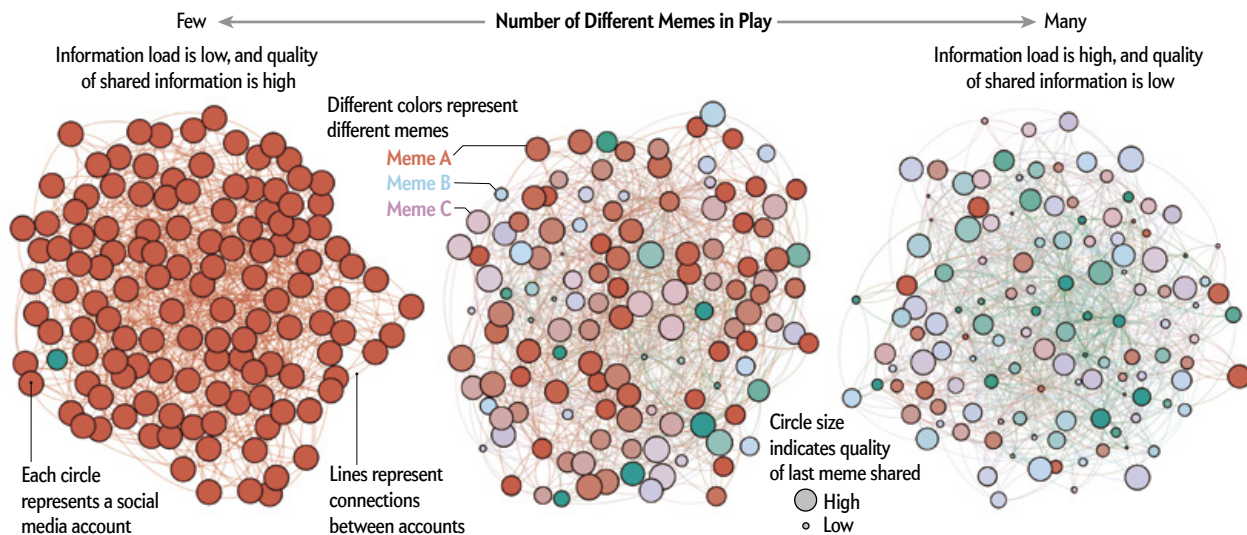 Number of Different Memes in Play
Few
Many
Information load is low, and quality
of shared information is high
Information load is high, and quality
of shared information is low
Different colors represent
different memes
Meme A
Meme B
Meme C
Each circle
represents a social
media account
Lines represent
connections
between accounts
Circle size
indicates quality
of last meme shared
High
Low